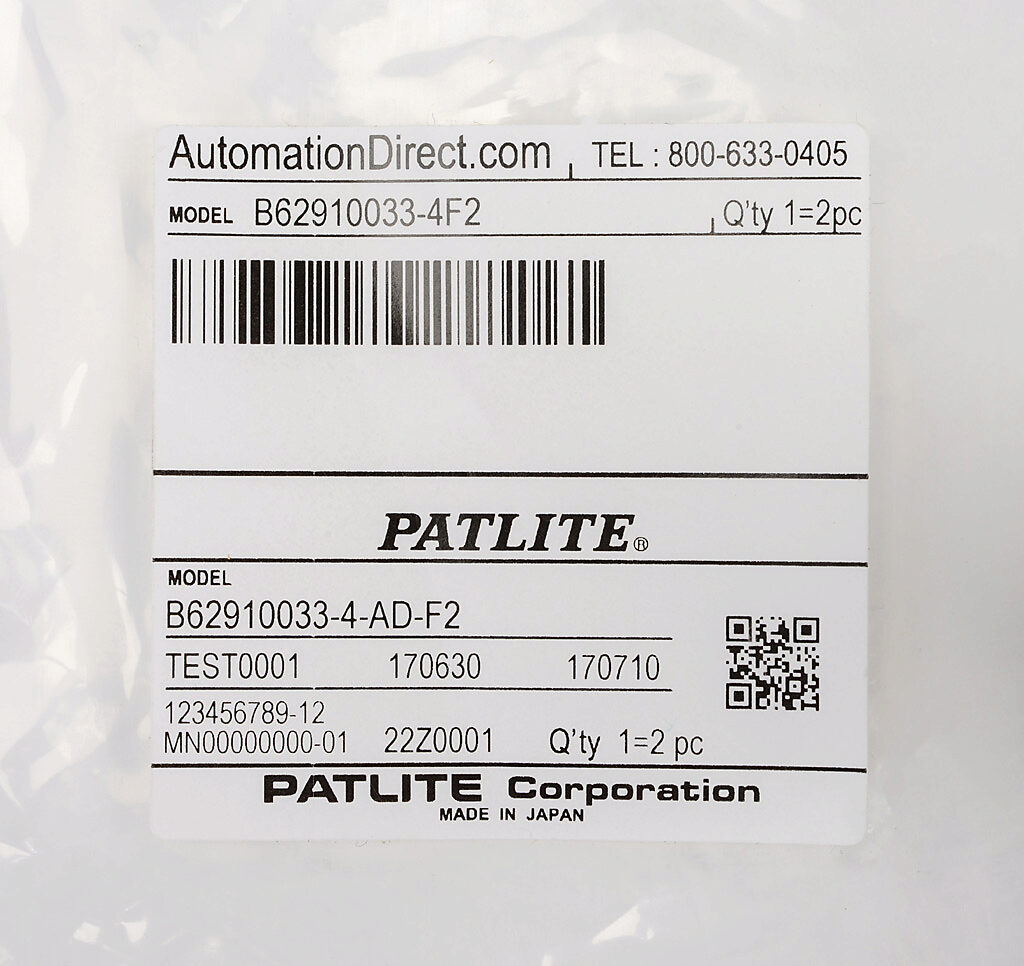 AutomationDirect.com TEL : 800-633-0405
MODEL B62910033-4F2 Q'ty 1=2pc
PATLITE®
MODEL
B62910033-4-AD-F2
TEST0001 170630 170710
123456789-12
MN00000000-01 22Z0001 Q'ty 1=2 pc
PATLITE Corporation
MADE IN JAPAN